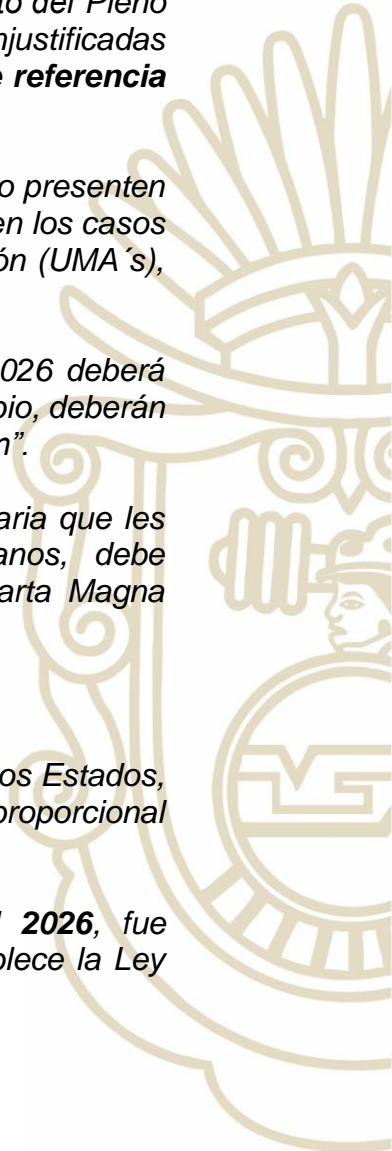 to del Pleno
njustificadas
referencia
o presenten
en los casos
ón (UMA´s),
026 deberá
pio, deberán
n”.
aria que les
anos, debe
arta Magna
os Estados,
proporcional
2026, fue
blece la Ley